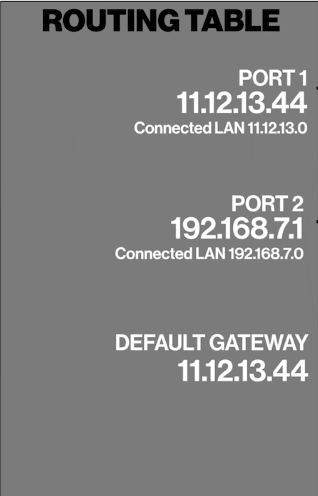 ROUTING TABLE
PORT 1
11.12.13.44
Connected LAN 11.12.13.0
PORT 2
192.168.7.1
Connected LAN 192.168.7.0
DEFAULT GATEWAY
11.12.13.44